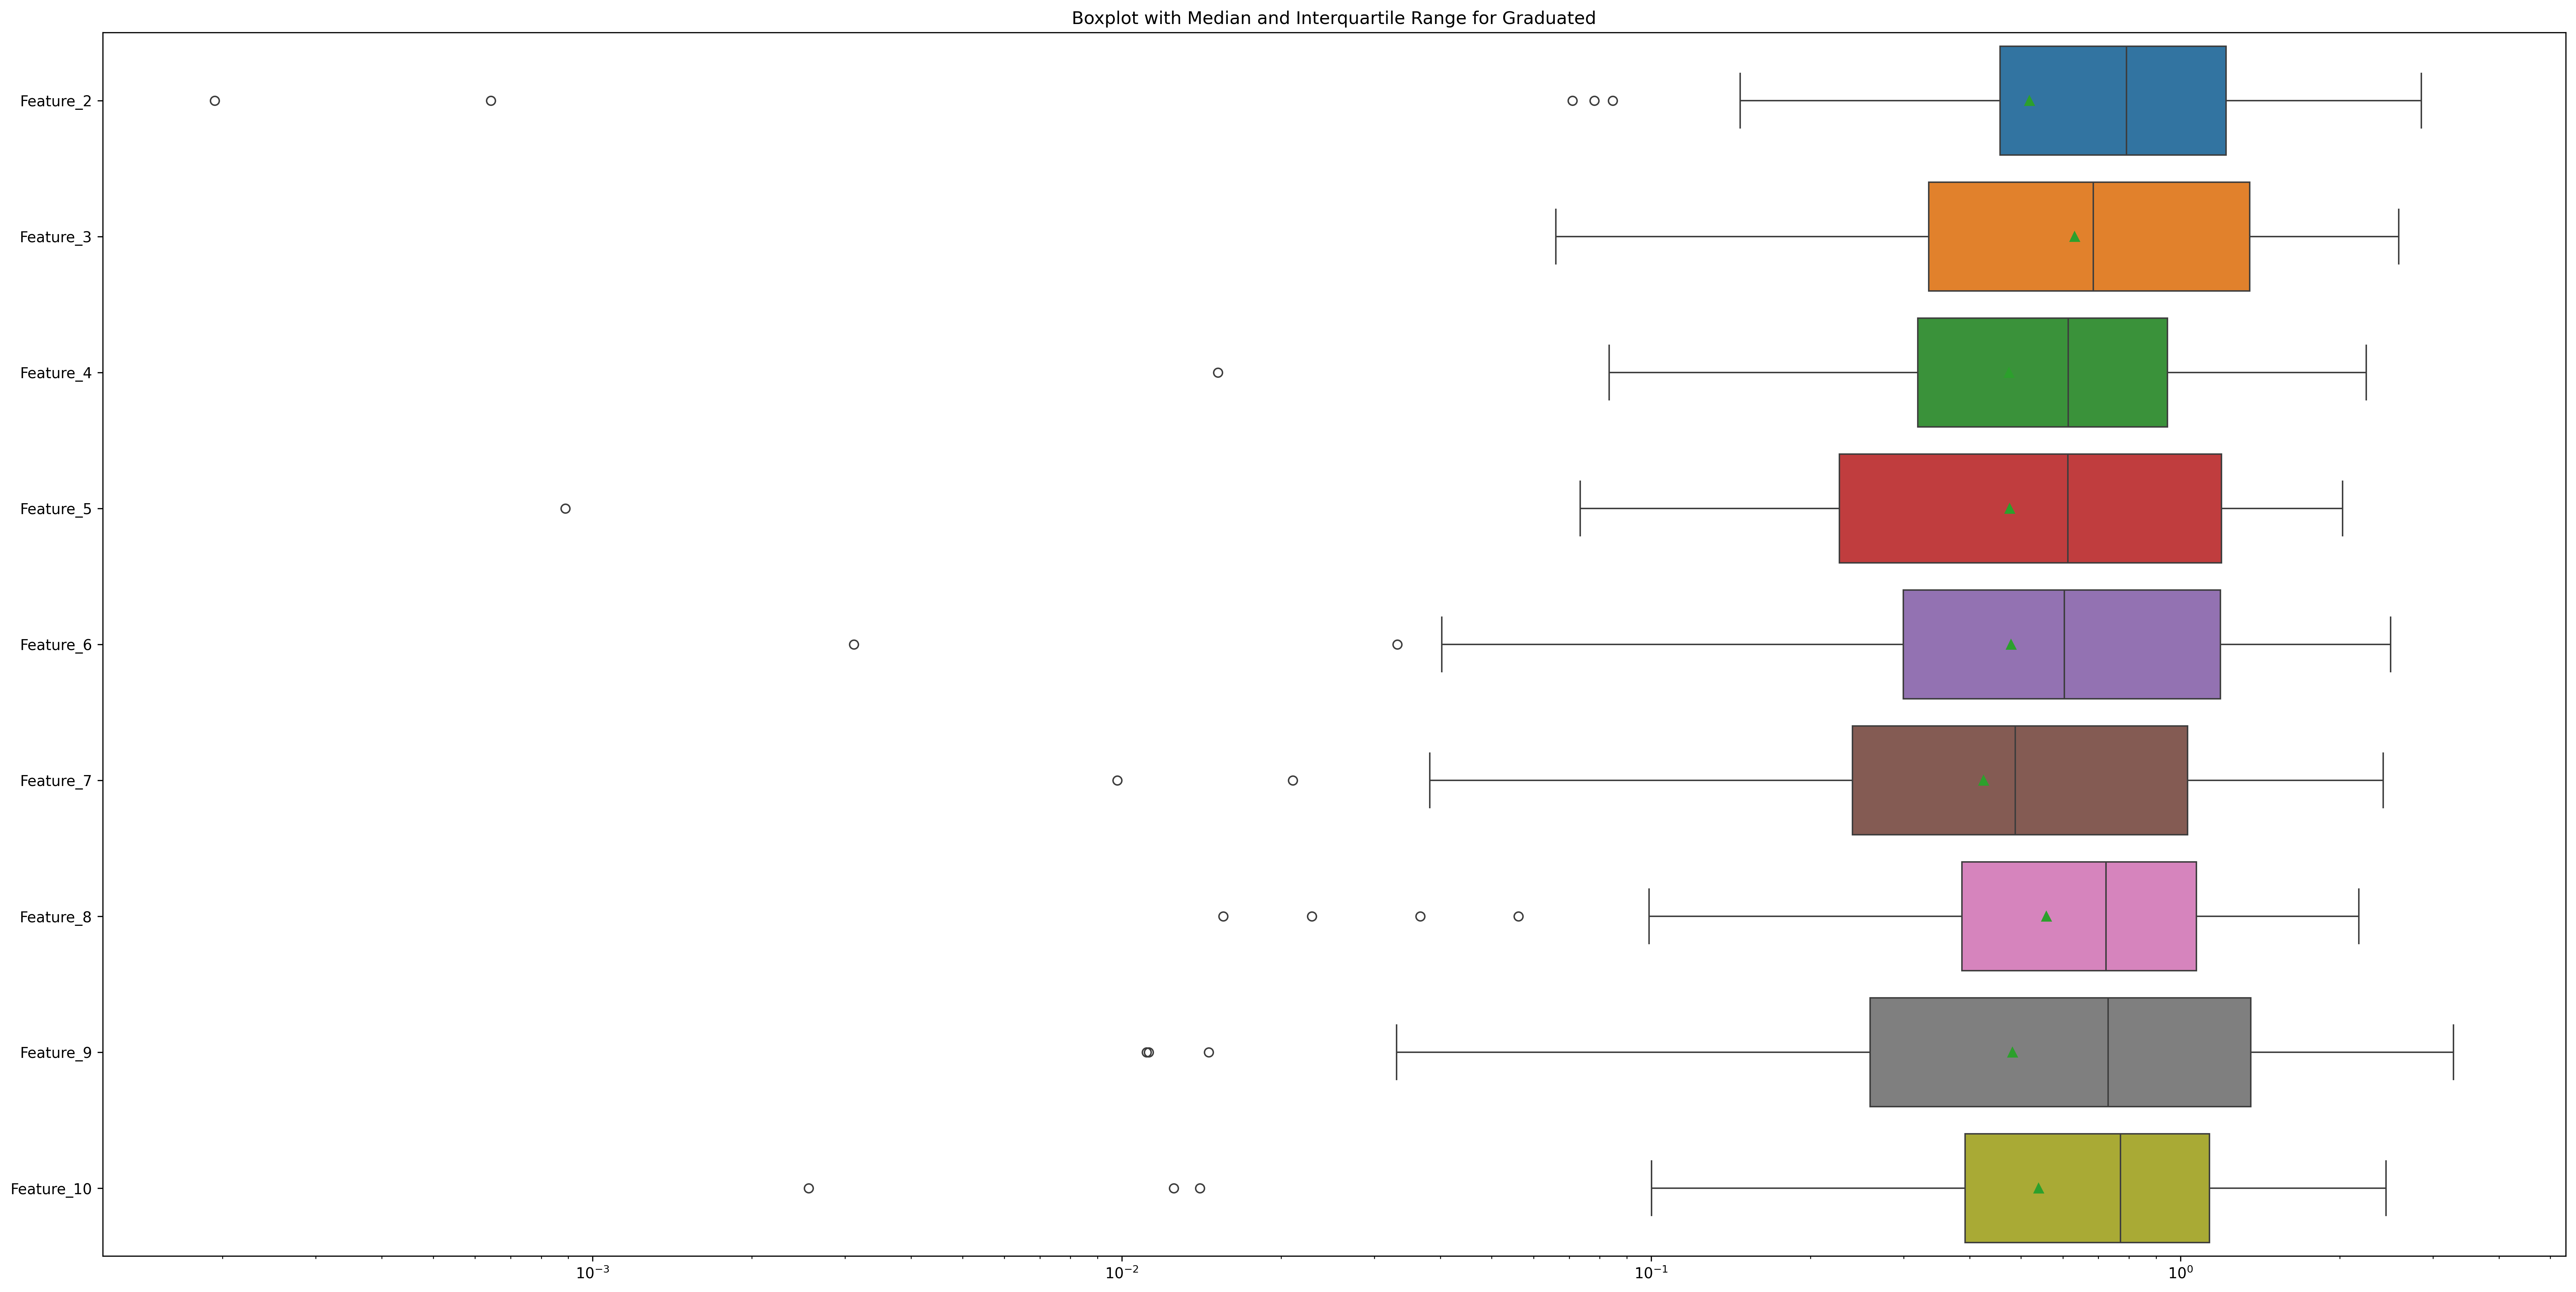 Boxplot with Median and Interquartile Range for Graduated
Feature_2
Feature_3
Feature_4
Feature_5
Feature_6
Feature_7
Feature_8
Feature_9
Feature_10
10⁻³ 10⁻² 10⁻¹ 10⁰